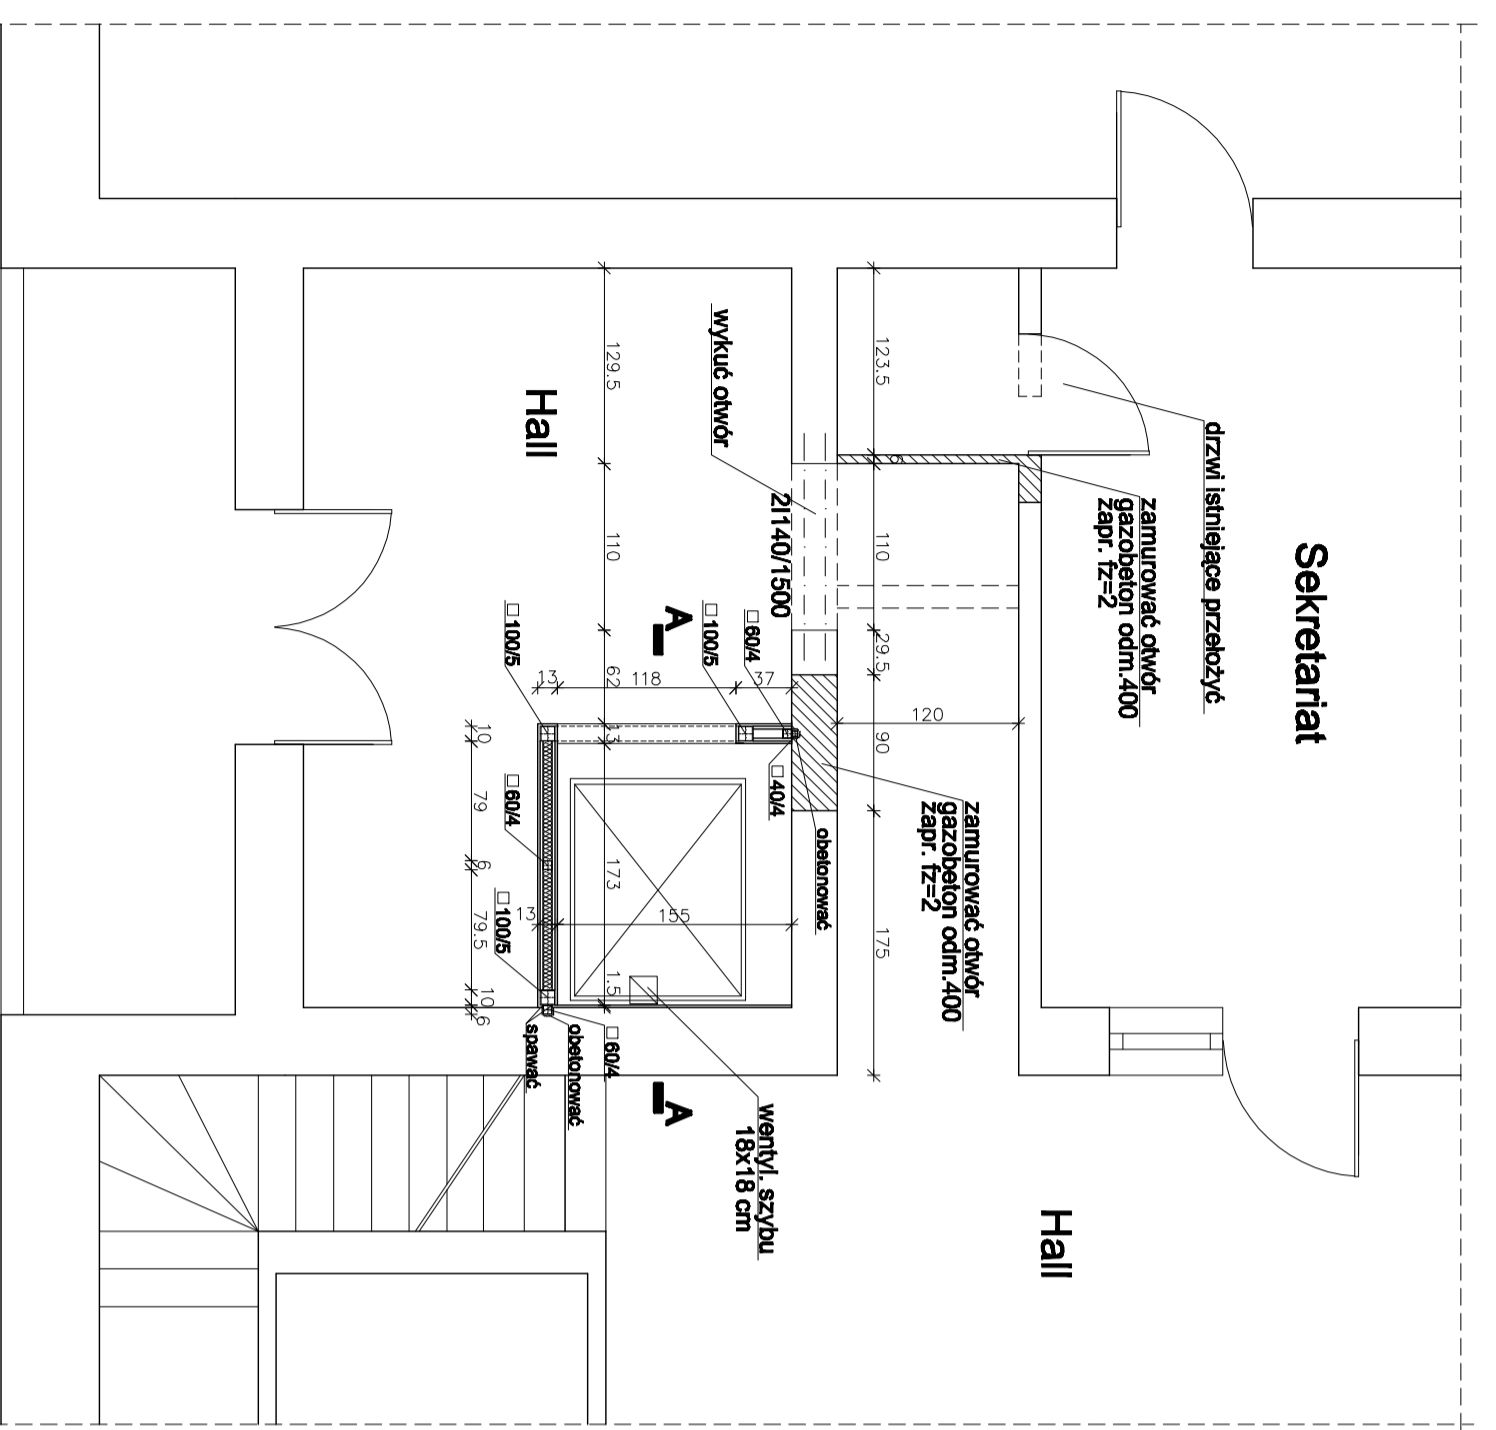 Sekretariat
drzwi istniejące przełożyć
zamurować otwór
gazobeton odm.400
zapr. fz=2
Hall
zamurować otwór
gazobeton odm.400
zapr. fz=2
123.5
6
110
29.5
90
175
120
obetonować
2I140/1500
wykuć otwór
□40/4
□60/4
□100/5
A
A
wentyl. szybu
18x18 cm
37
118
13
155
13
129.5
110
62
13
173
1.5
□60/4
obetonować
spawać
Hall
□100/5
□60/4
□100/5
10
79
6
79.5
10
6